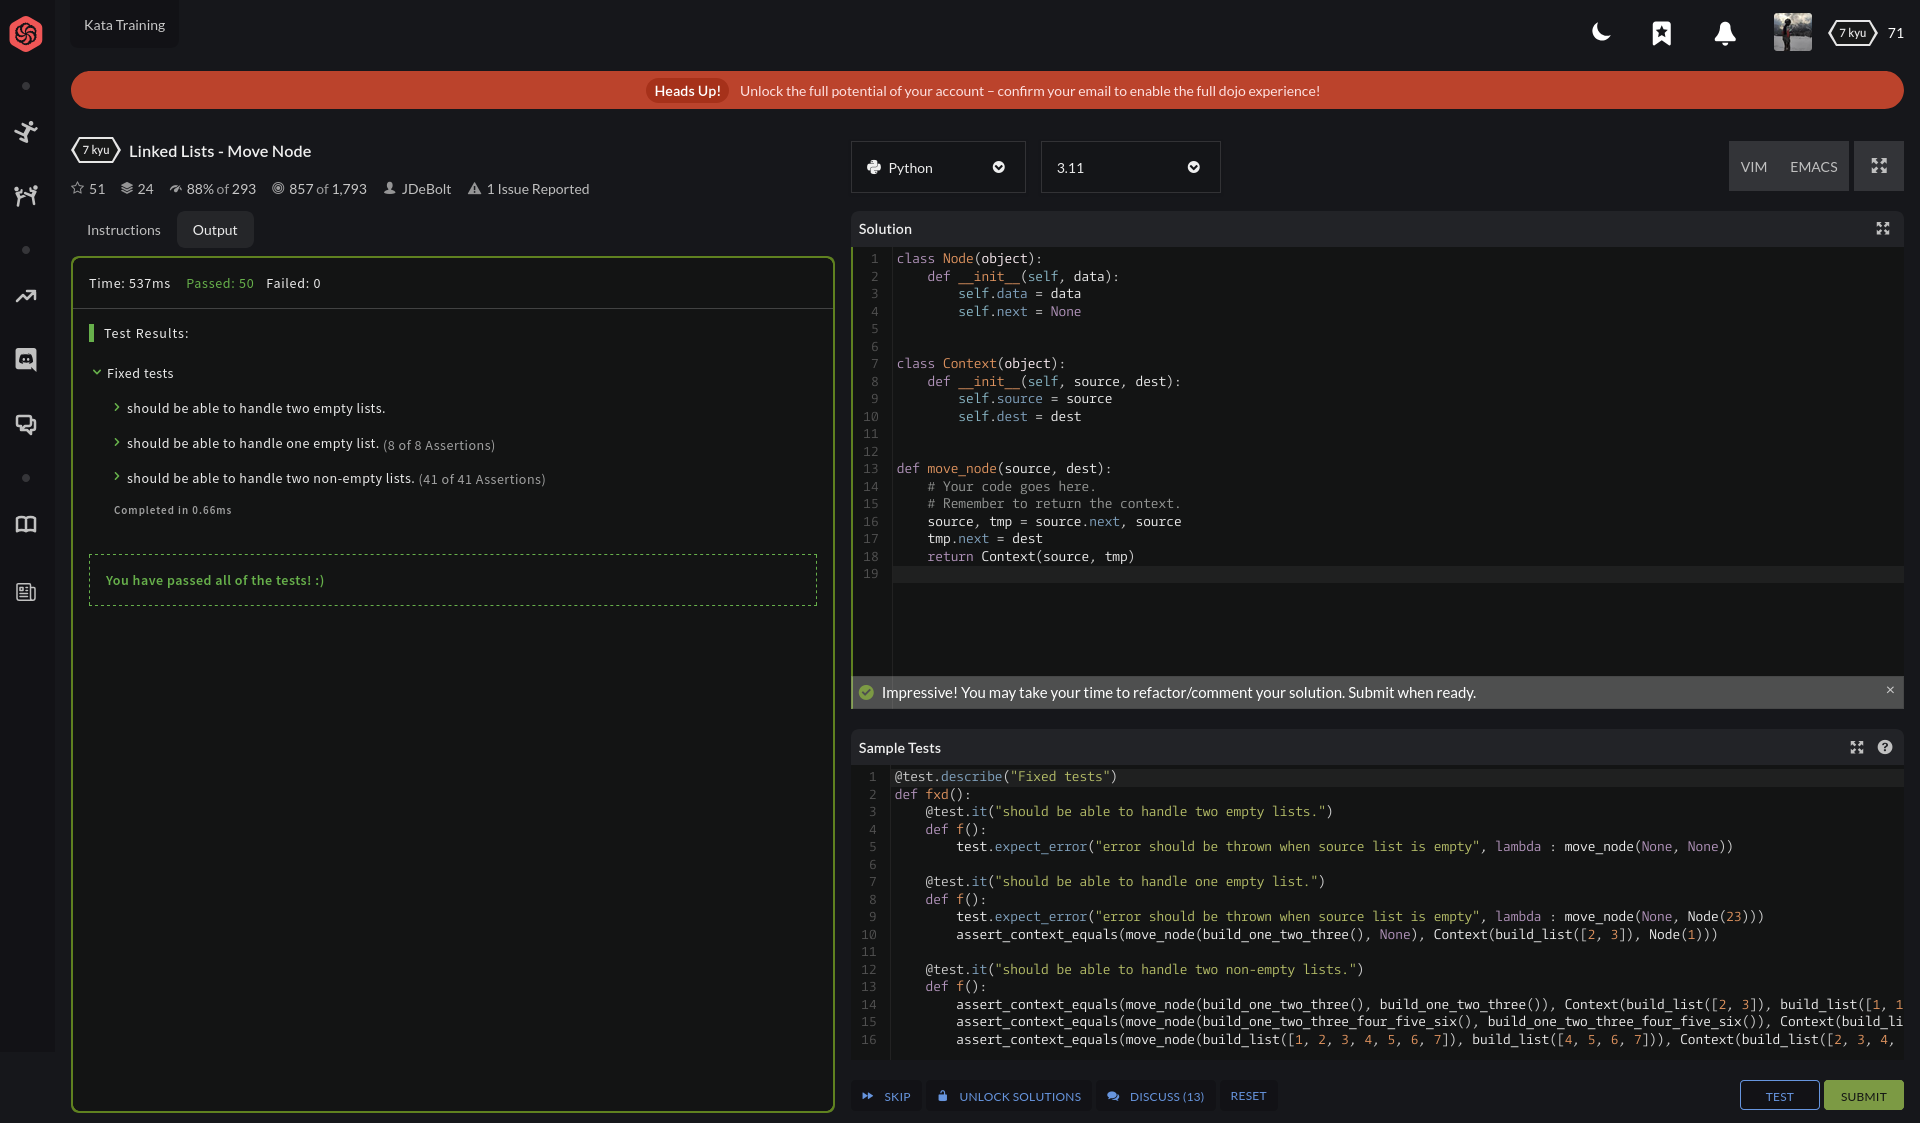 Kata Training
7 kyu 71
Heads Up! Unlock the full potential of your account – confirm your email to enable the full dojo experience!
7 kyu Linked Lists - Move Node
51 24 88% of 293 857 of 1,793 JDeBolt 1 Issue Reported
Instructions Output
Time: 537ms Passed: 50 Failed: 0
Test Results:
Fixed tests
should be able to handle two empty lists.
should be able to handle one empty list. (8 of 8 Assertions)
should be able to handle two non-empty lists. (41 of 41 Assertions)
Completed in 0.66ms
You have passed all of the tests! :)
Python 3.11 VIM EMACS
Solution
1 class Node(object):
2     def __init__(self, data):
3         self.data = data
4         self.next = None
5
6
7 class Context(object):
8     def __init__(self, source, dest):
9         self.source = source
10         self.dest = dest
11
12
13 def move_node(source, dest):
14     # Your code goes here.
15     # Remember to return the context.
16     source, tmp = source.next, source
17     tmp.next = dest
18     return Context(source, tmp)
19
Impressive! You may take your time to refactor/comment your solution. Submit when ready. ×
Sample Tests
1 @test.describe("Fixed tests")
2 def fxd():
3     @test.it("should be able to handle two empty lists.")
4     def f():
5         test.expect_error("error should be thrown when source list is empty", lambda : move_node(None, None))
6
7     @test.it("should be able to handle one empty list.")
8     def f():
9         test.expect_error("error should be thrown when source list is empty", lambda : move_node(None, Node(23)))
10         assert_context_equals(move_node(build_one_two_three(), None), Context(build_list([2, 3]), Node(1)))
11
12     @test.it("should be able to handle two non-empty lists.")
13     def f():
14         assert_context_equals(move_node(build_one_two_three(), build_one_two_three()), Context(build_list([2, 3]), build_list([1, 1
15         assert_context_equals(move_node(build_one_two_three_four_five_six(), build_one_two_three_four_five_six()), Context(build_li
16         assert_context_equals(move_node(build_list([1, 2, 3, 4, 5, 6, 7]), build_list([4, 5, 6, 7])), Context(build_list([2, 3, 4,
SKIP UNLOCK SOLUTIONS DISCUSS (13) RESET TEST SUBMIT